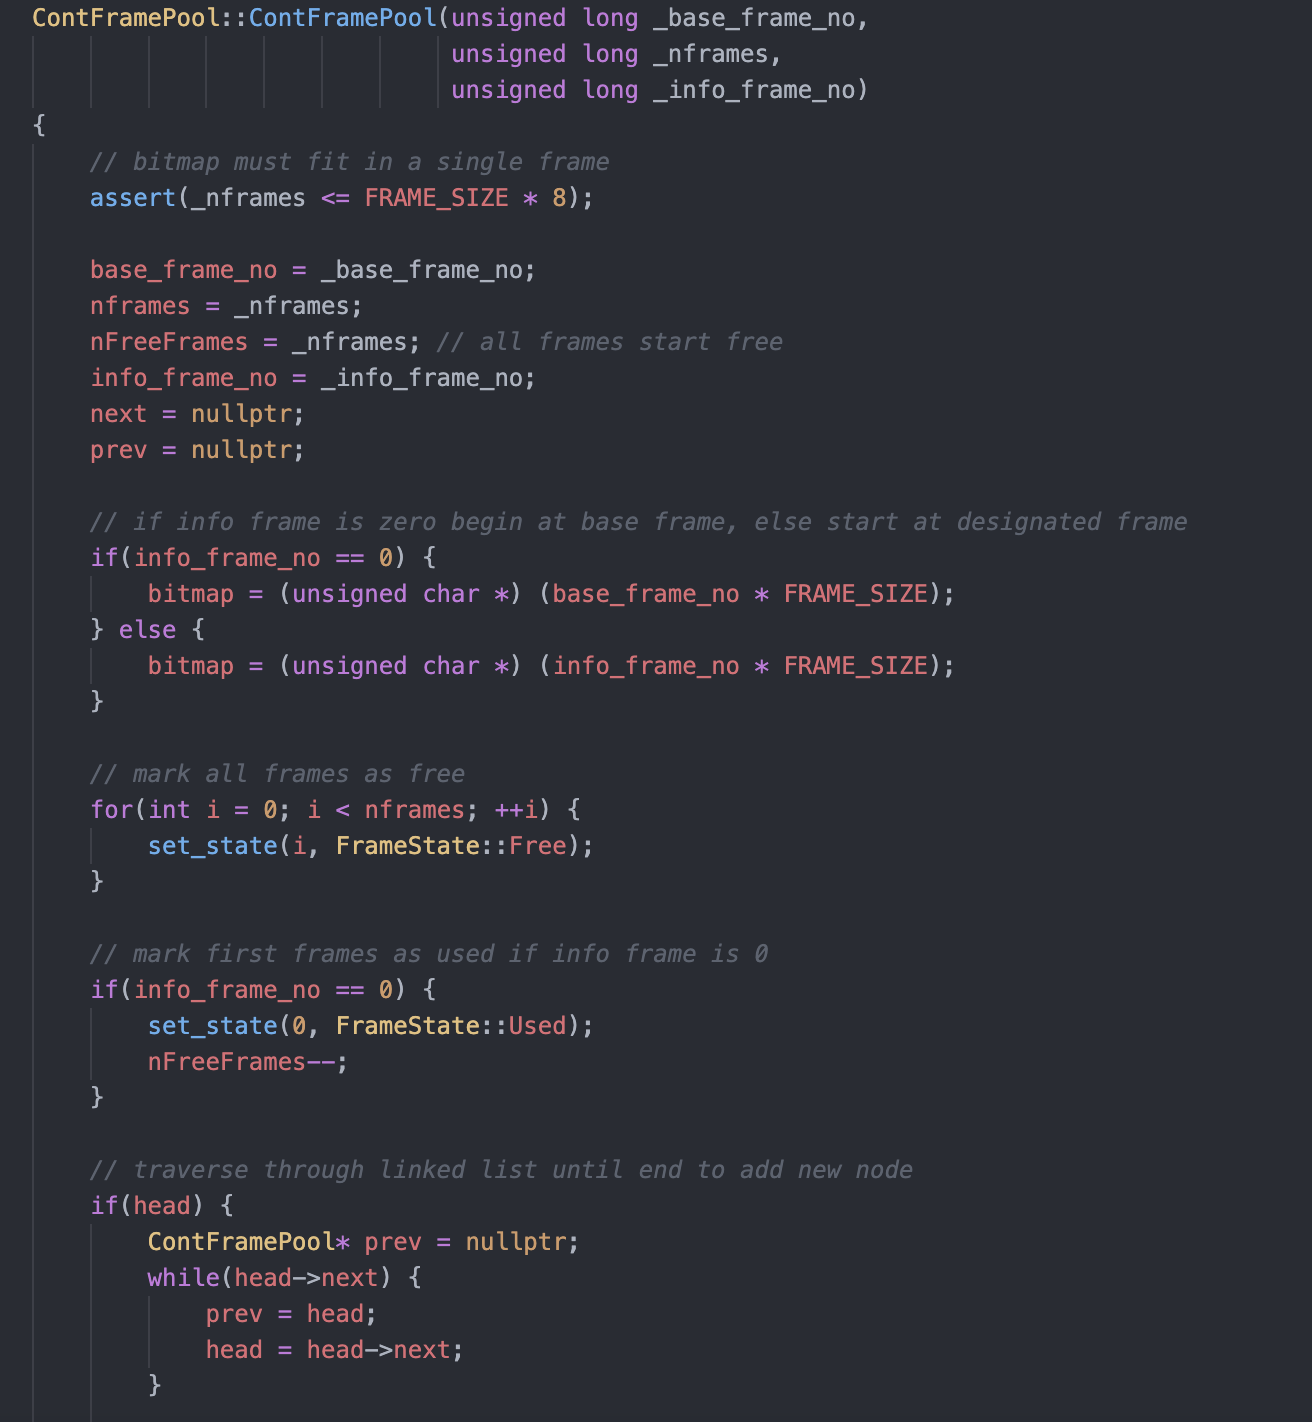 ContFramePool::ContFramePool(unsigned long _base_frame_no,
                             unsigned long _nframes,
                             unsigned long _info_frame_no)
{
    // bitmap must fit in a single frame
    assert(_nframes <= FRAME_SIZE * 8);

    base_frame_no = _base_frame_no;
    nframes = _nframes;
    nFreeFrames = _nframes; // all frames start free
    info_frame_no = _info_frame_no;
    next = nullptr;
    prev = nullptr;

    // if info frame is zero begin at base frame, else start at designated frame
    if(info_frame_no == 0) {
        bitmap = (unsigned char *) (base_frame_no * FRAME_SIZE);
    } else {
        bitmap = (unsigned char *) (info_frame_no * FRAME_SIZE);
    }

    // mark all frames as free
    for(int i = 0; i < nframes; ++i) {
        set_state(i, FrameState::Free);
    }

    // mark first frames as used if info frame is 0
    if(info_frame_no == 0) {
        set_state(0, FrameState::Used);
        nFreeFrames--;
    }

    // traverse through linked list until end to add new node
    if(head) {
        ContFramePool* prev = nullptr;
        while(head->next) {
            prev = head;
            head = head->next;
        }